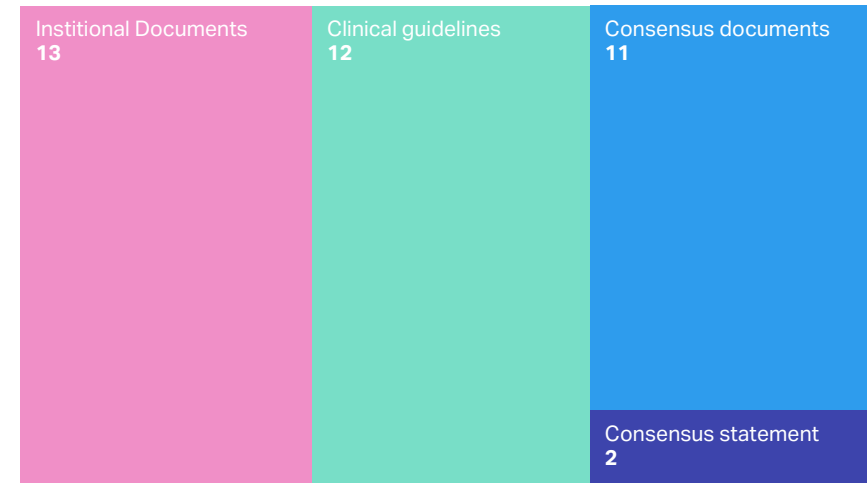 Institional Documents
13
Clinical guidelines
12
Consensus documents
11
Consensus statement
2